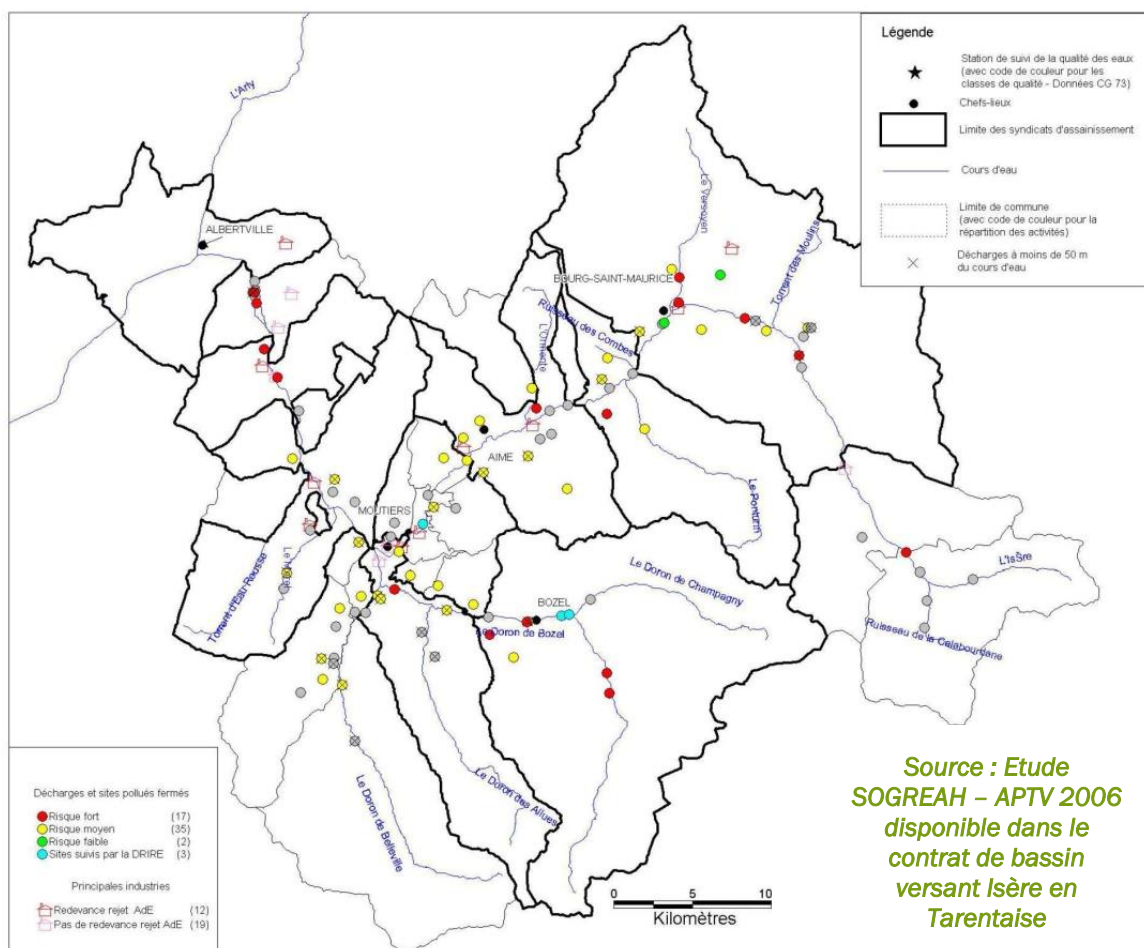 Légende
Station de suivi de la qualité des eaux
(avec code de couleur pour les
classes de qualité - Données CG 73)
Chefs-lieux
Limite des syndicats d'assainissement
Cours d'eau
Limite de commune
(avec code de couleur pour la
répartition des activités)
Décharges à moins de 50 m
du cours d'eau
L'Arly
ALBERTVILLE
Le Versoyen
Torrent des Moulins
BOURG-SAINT-MAURICE
Ruisseau des Combes
L'Ormente
AIME
Le Ponturin
MOUTIERS
Torrent d'Eau Rousse
Le Doron de Champagny
L'IsŠre
BOZEL
Le Doron de Bozel
Ruisseau de la Calabourdane
Le Doron des Allues
Le Doron de Belleville
Décharges et sites pollués fermés
Risque fort (17)
Risque moyen (35)
Risque faible (2)
Sites suivis par la DRIRE (3)
Principales industries
Redevance rejet AdE (12)
Pas de redevance rejet AdE (19)
0 5 10
Kilomètres
Source : Etude
SOGREAH – APTV 2006
disponible dans le
contrat de bassin
versant Isère en
Tarentaise